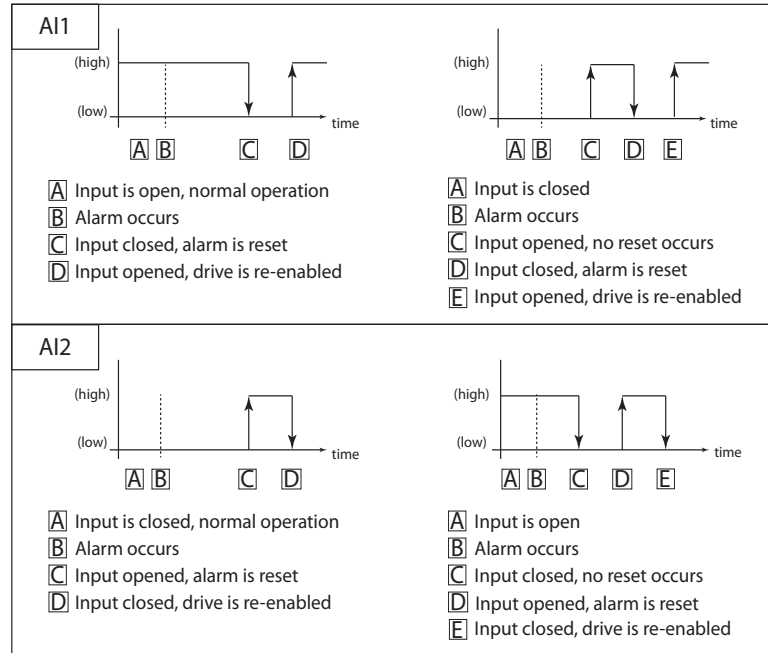 AI1
(high)
(low)
time
A B C D
A Input is open, normal operation
B Alarm occurs
C Input closed, alarm is reset
D Input opened, drive is re-enabled
(high)
(low)
time
A B C D E
A Input is closed
B Alarm occurs
C Input opened, no reset occurs
D Input closed, alarm is reset
E Input opened, drive is re-enabled
AI2
(high)
(low)
time
A B C D
A Input is closed, normal operation
B Alarm occurs
C Input opened, alarm is reset
D Input closed, drive is re-enabled
(high)
(low)
time
A B C D E
A Input is open
B Alarm occurs
C Input closed, no reset occurs
D Input opened, alarm is reset
E Input closed, drive is re-enabled